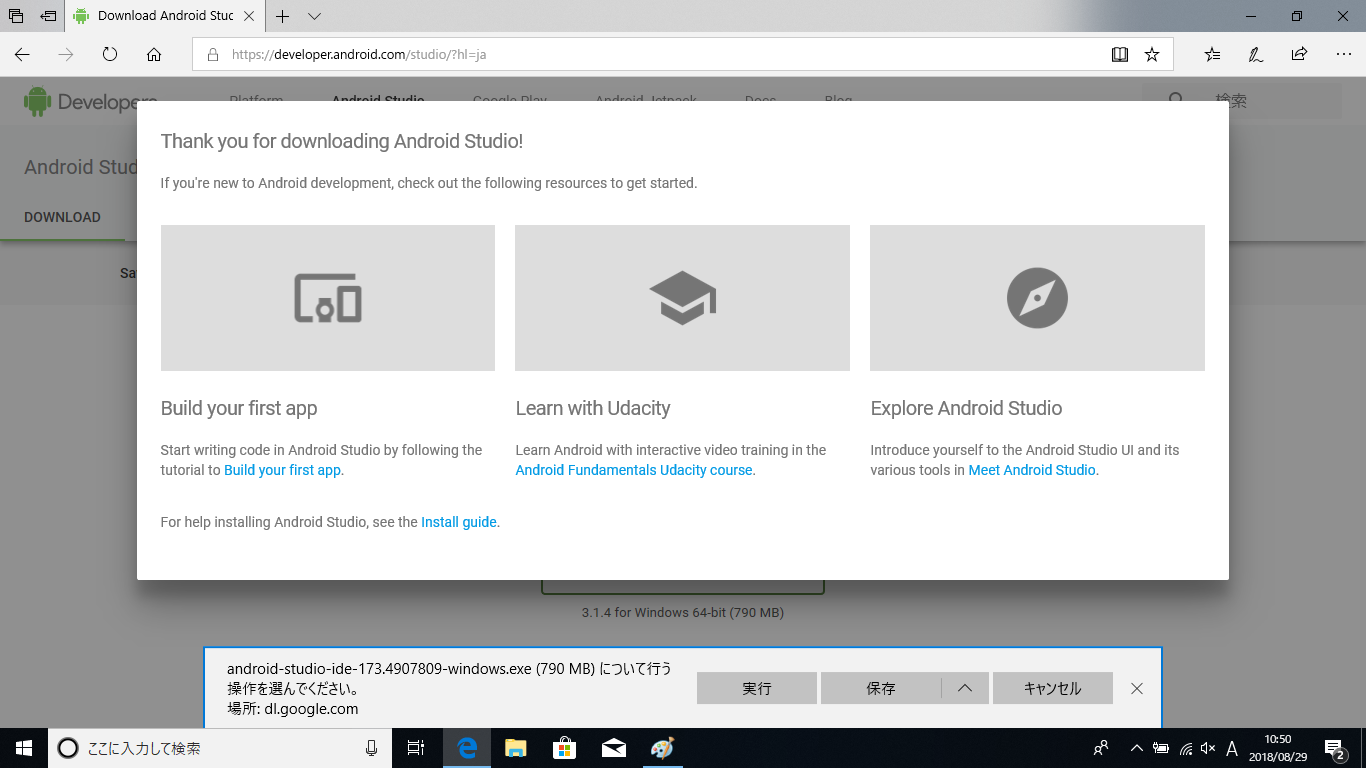 Download Android Stuc
https://developer.android.com/studio/?hl=ja
Developers
Platform Android Studio Google Play Android Jetpack Docs Blog 検索
Android Stud
DOWNLOAD
Sa
Thank you for downloading Android Studio!
If you're new to Android development, check out the following resources to get started.
Build your first app
Start writing code in Android Studio by following the
tutorial to Build your first app.
Learn with Udacity
Learn Android with interactive video training in the
Android Fundamentals Udacity course.
Explore Android Studio
Introduce yourself to the Android Studio UI and its
various tools in Meet Android Studio.
For help installing Android Studio, see the Install guide.
3.1.4 for Windows 64-bit (790 MB)
android-studio-ide-173.4907809-windows.exe (790 MB) について行う
操作を選んでください。
場所: dl.google.com
実行 保存 キャンセル
ここに入力して検索
A
10:50
2018/08/29
2